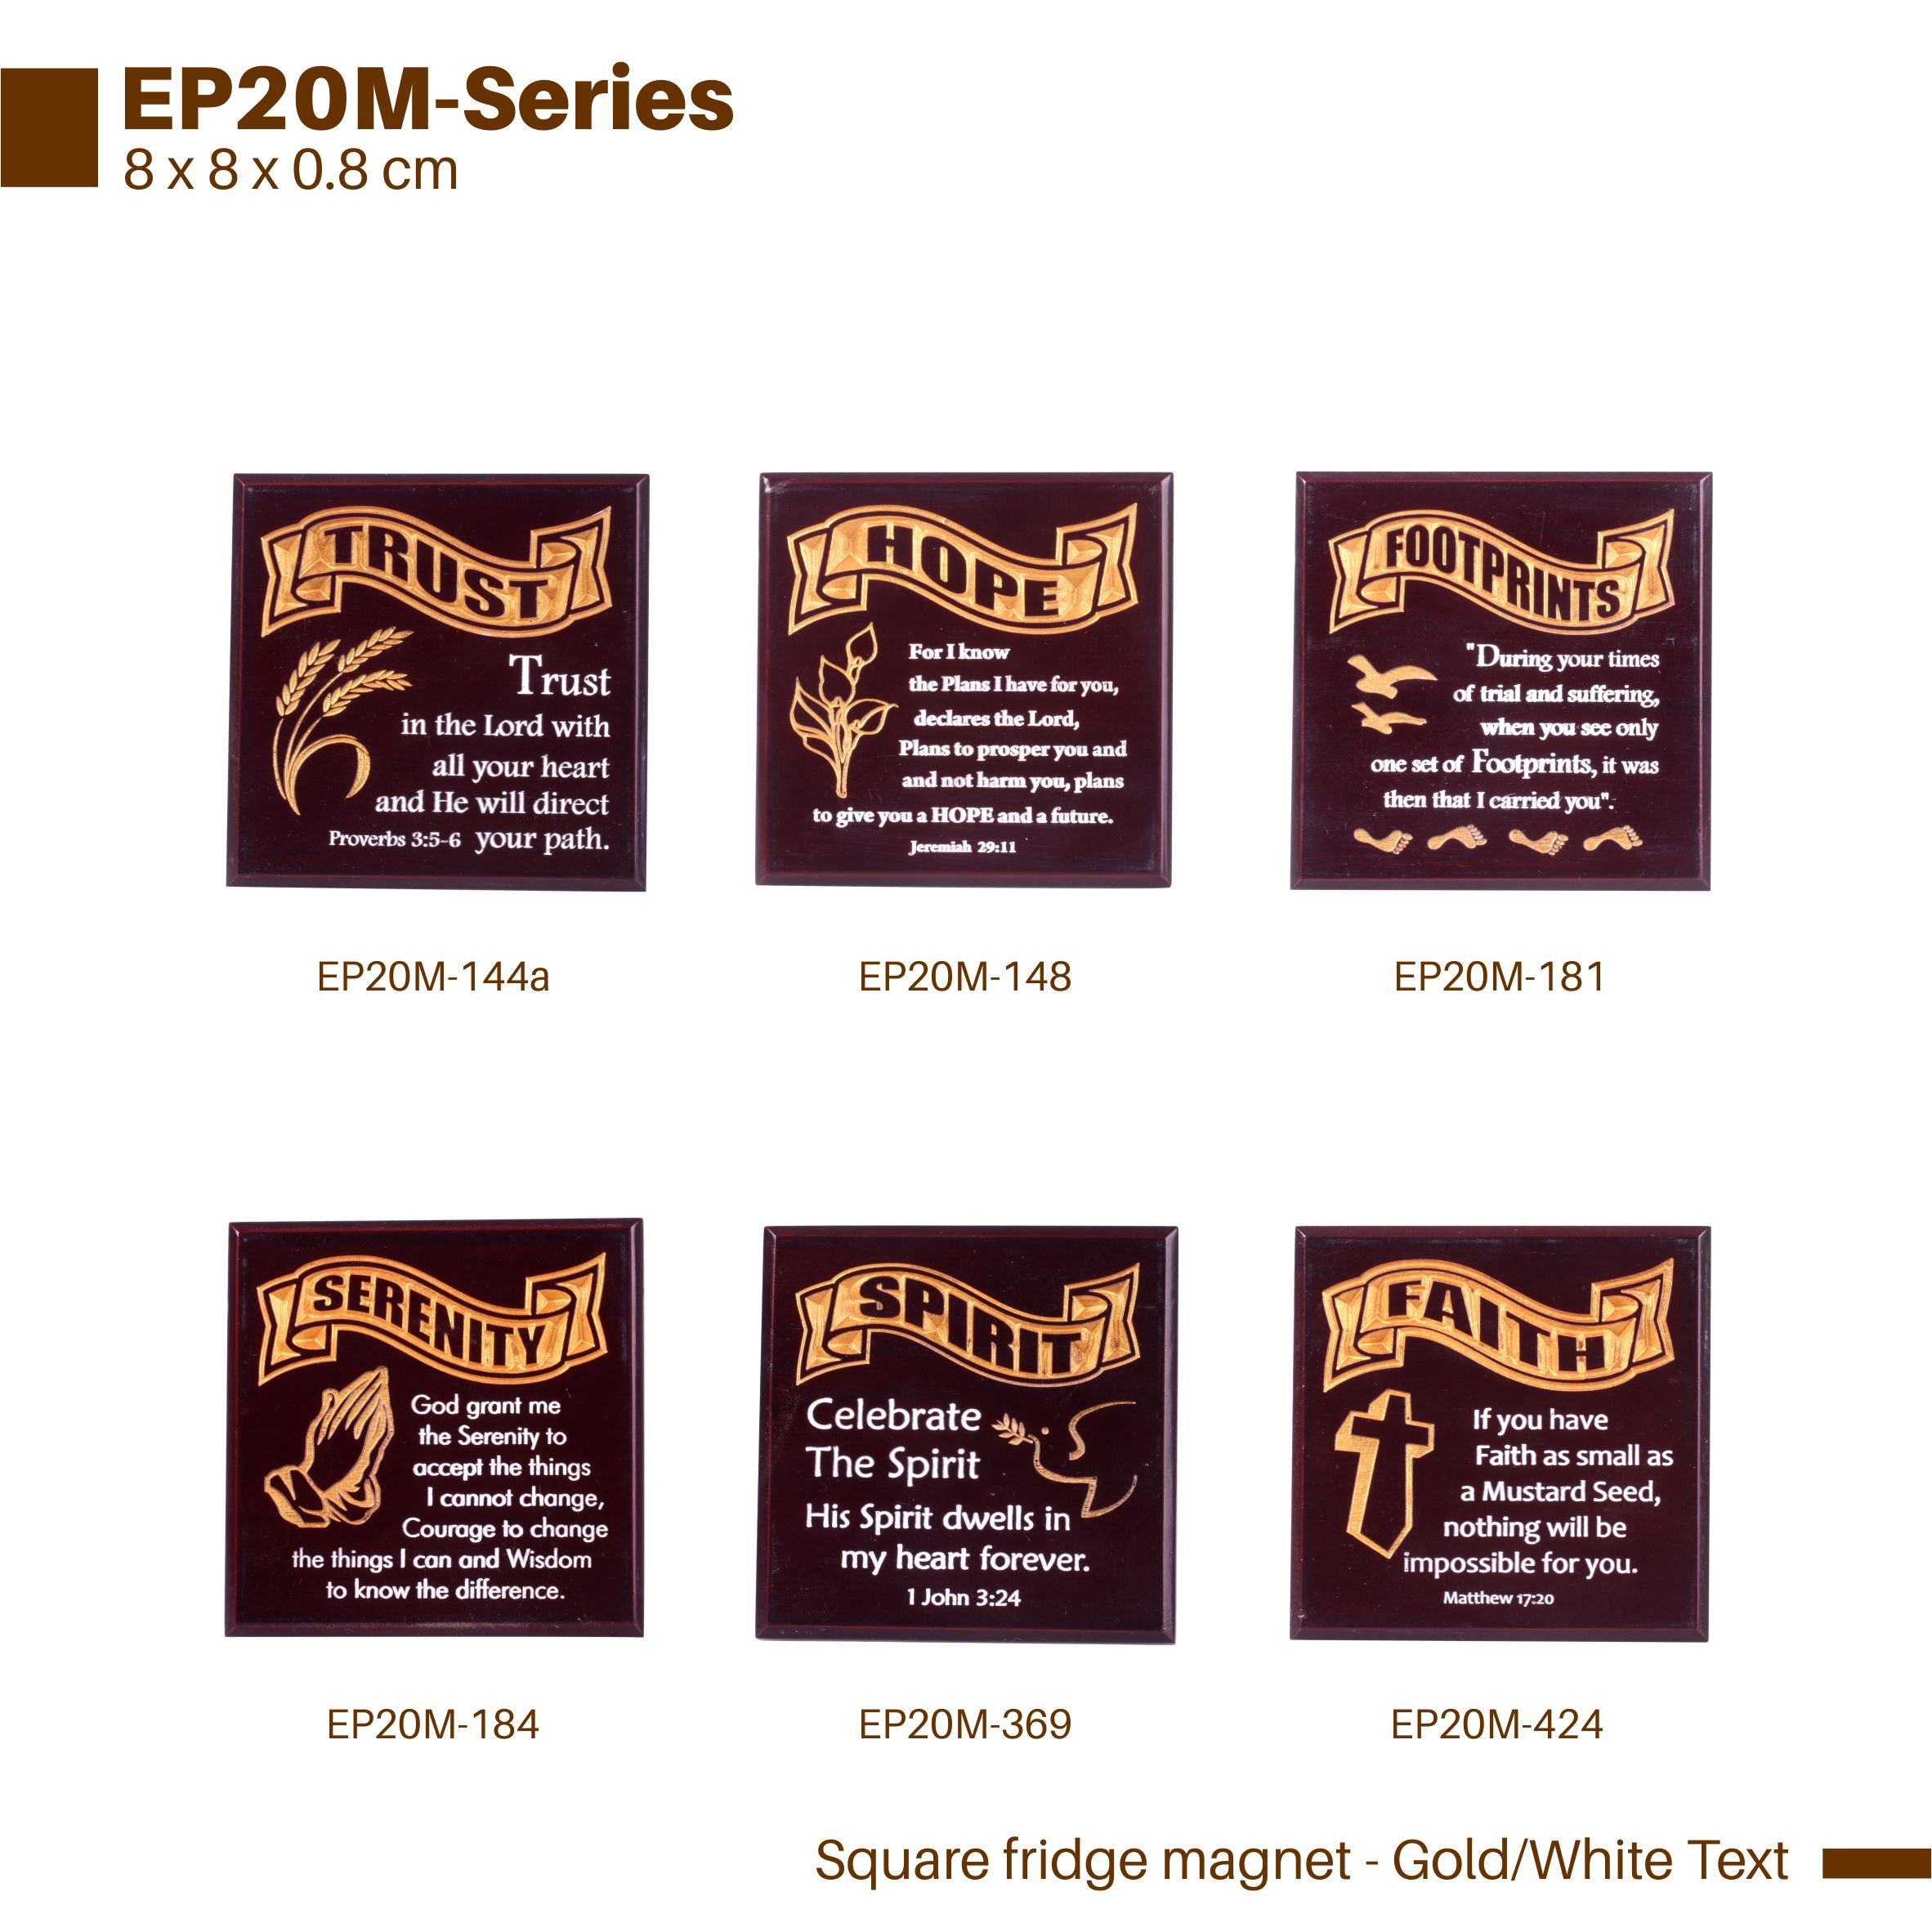 EP20M-Series
8 x 8 x 0.8 cm
TRUST
Trust
in the Lord with
all your heart
and He will direct
Proverbs 3:5-6 your path.
EP20M-144a
HOPE
For I know
the Plans I have for you,
declares the Lord,
Plans to prosper you and
and not harm you, plans
to give you a HOPE and a future.
Jeremiah 29:11
EP20M-148
FOOTPRINTS
"During your times
of trial and suffering,
when you see only
one set of Footprints, it was
then that I carried you".
EP20M-181
SERENITY
God grant me
the Serenity to
accept the things
I cannot change,
Courage to change
the things I can and Wisdom
to know the difference.
EP20M-184
SPIRIT
Celebrate
The Spirit
His Spirit dwells in
my heart forever.
1 John 3:24
EP20M-369
FAITH
If you have
Faith as small as
a Mustard Seed,
nothing will be
impossible for you.
Matthew 17:20
EP20M-424
Square fridge magnet - Gold/White Text